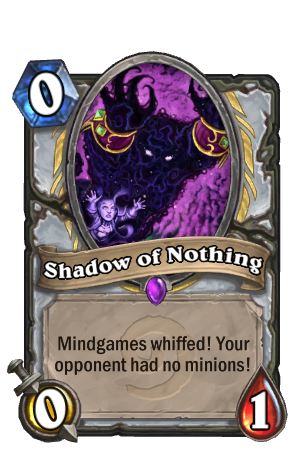 0
Shadow of Nothing
Mindgames whiffed! Your
opponent had no minions!
0
1